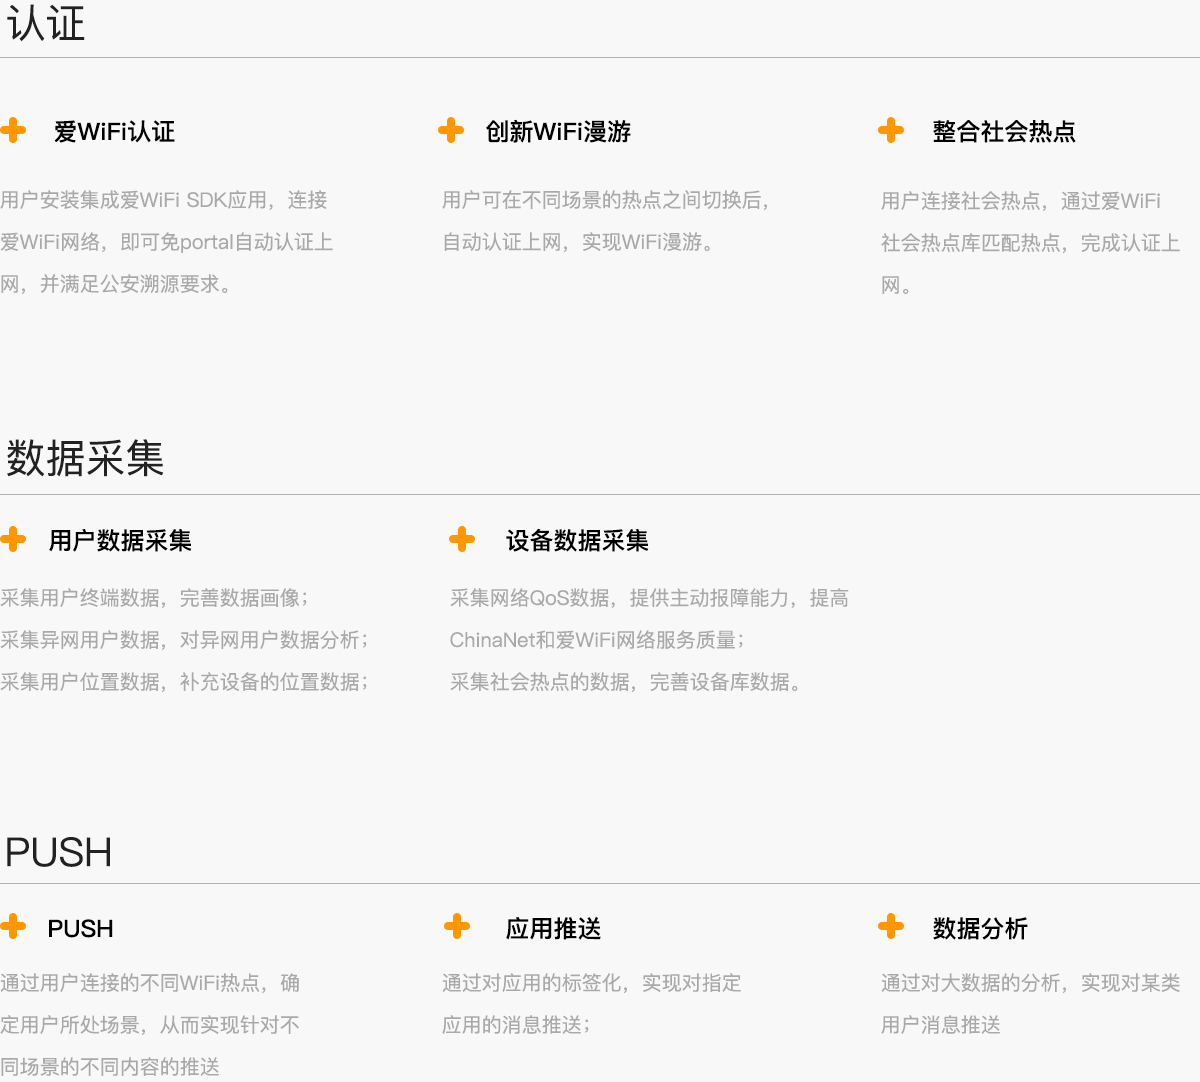 认证
爱WiFi认证
用户安装集成爱WiFi SDK应用，连接
爱WiFi网络，即可免portal自动认证上
网，并满足公安溯源要求。
创新WiFi漫游
用户可在不同场景的热点之间切换后，
自动认证上网，实现WiFi漫游。
整合社会热点
用户连接社会热点，通过爱WiFi
社会热点库匹配热点，完成认证上
网。
数据采集
用户数据采集
采集用户终端数据，完善数据画像；
采集异网用户数据，对异网用户数据分析；
采集用户位置数据，补充设备的位置数据；
设备数据采集
采集网络QoS数据，提供主动报障能力，提高
ChinaNet和爱WiFi网络服务质量；
采集社会热点的数据，完善设备库数据。
PUSH
PUSH
通过用户连接的不同WiFi热点，确
定用户所处场景，从而实现针对不
同场景的不同内容的推送
应用推送
通过对应用的标签化，实现对指定
应用的消息推送；
数据分析
通过对大数据的分析，实现对某类
用户消息推送